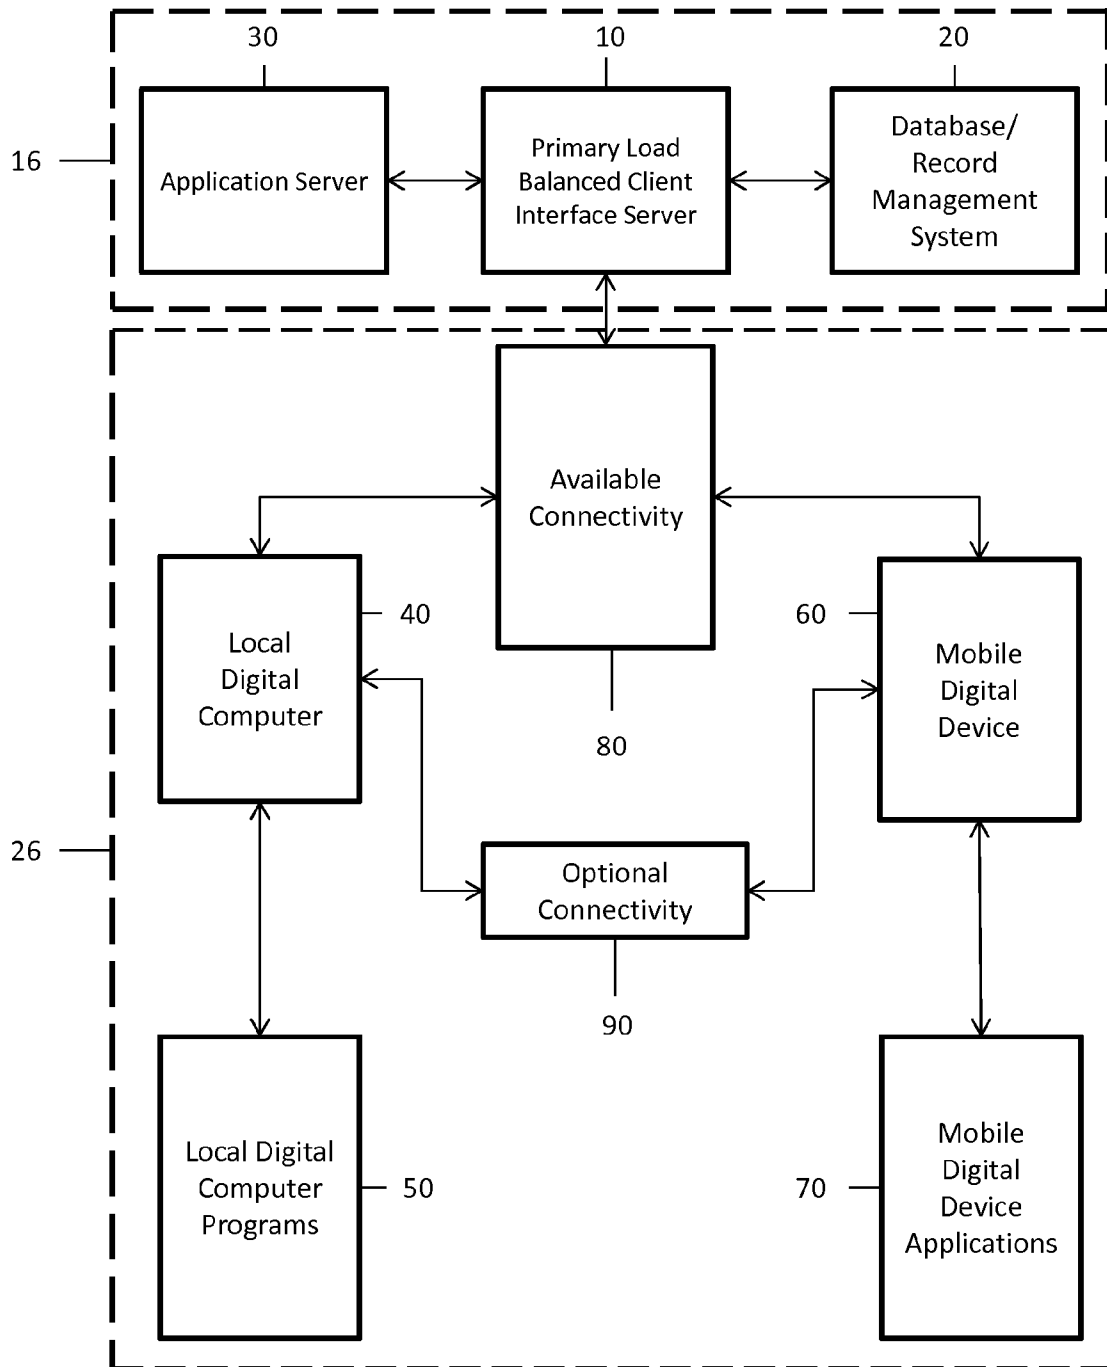 30
10
20
16
Application Server
Primary Load
Balanced Client
Interface Server
Database/
Record
Management
System
Available
Connectivity
40
60
Local
Digital
Computer
Mobile
Digital
Device
80
26
Optional
Connectivity
90
Local Digital
Computer
Programs
50
70
Mobile
Digital
Device
Applications